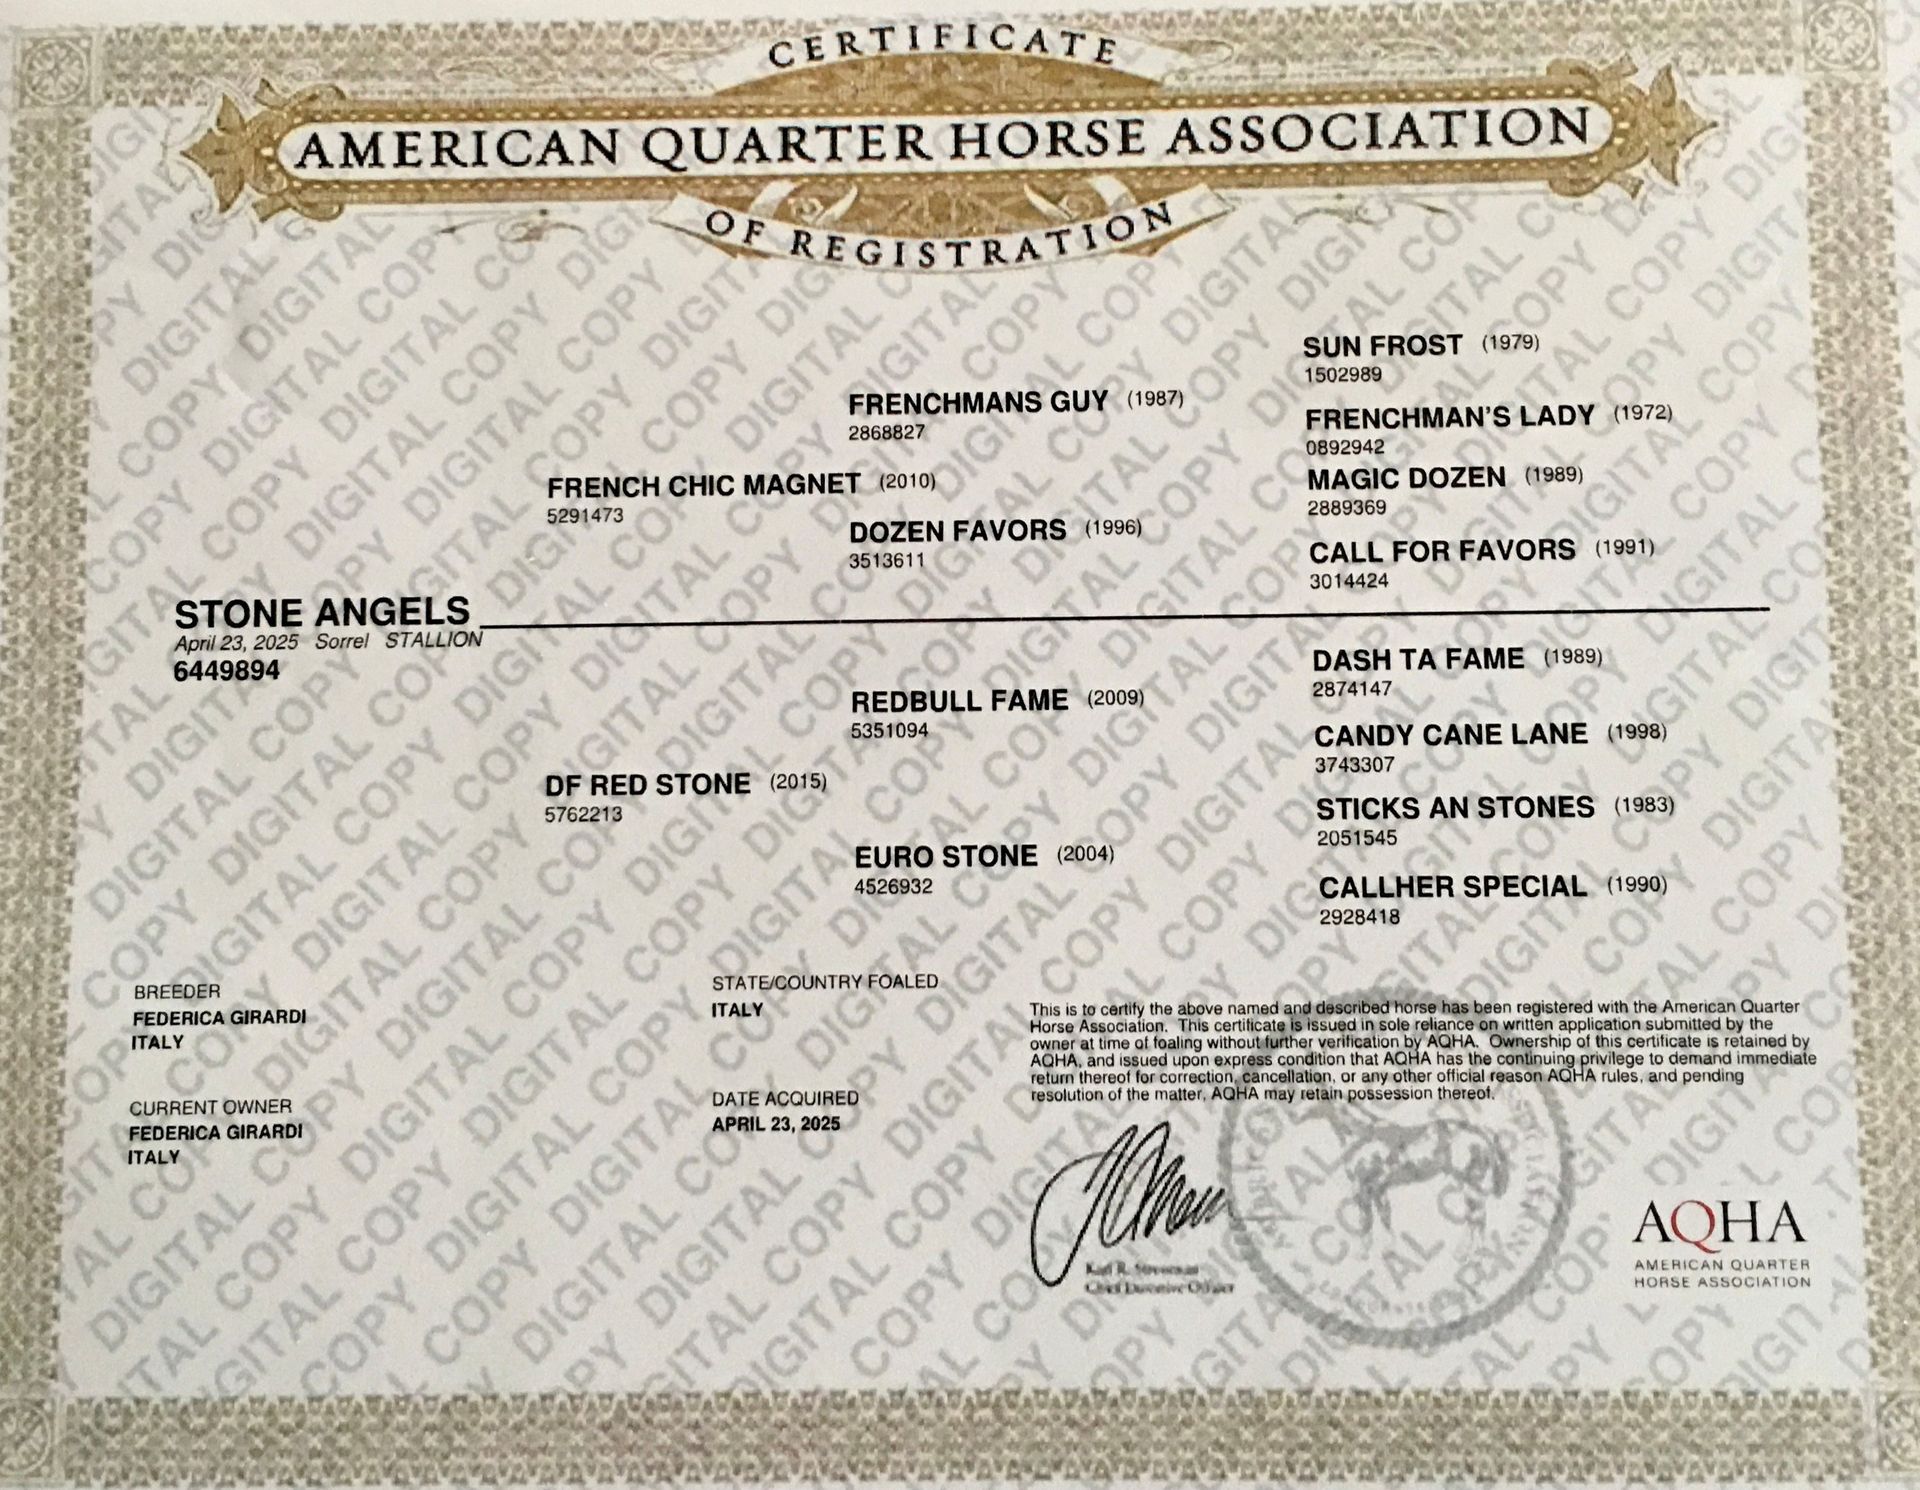 CERTIFICATE
AMERICAN QUARTER HORSE ASSOCIATION
OF REGISTRATION
SUN FROST (1979)
1502989
FRENCHMANS GUY (1987)
2868827
FRENCHMAN'S LADY (1972)
0892942
FRENCH CHIC MAGNET (2010)
5291473
MAGIC DOZEN (1989)
2889369
DOZEN FAVORS (1996)
3513611
CALL FOR FAVORS (1991)
3014424
STONE ANGELS
April 23, 2025 Sorrel STALLION
6449894
DASH TA FAME (1989)
2874147
REDBULL FAME (2009)
5351094
CANDY CANE LANE (1998)
3743307
DF RED STONE (2015)
5762213
STICKS AN STONES (1983)
2051545
EURO STONE (2004)
4526932
CALLHER SPECIAL (1990)
2928418
BREEDER
FEDERICA GIRARDI
ITALY
STATE/COUNTRY FOALED
ITALY
CURRENT OWNER
FEDERICA GIRARDI
ITALY
DATE ACQUIRED
APRIL 23, 2025
This is to certify the above named and described horse has been registered with the American Quarter
Horse Association. This certificate is issued in sole reliance on written application submitted by the
owner at time of foaling without further verification by AQHA. Ownership of this certificate is retained by
AQHA, and issued upon express condition that AQHA has the continuing privilege to demand immediate
return thereof for correction, cancellation, or any other official reason AQHA rules, and pending
resolution of the matter, AQHA may retain possession thereof.
Karl R.
Chief Executive Officer
AQHA
AMERICAN QUARTER
HORSE ASSOCIATION
DIGITAL COPY